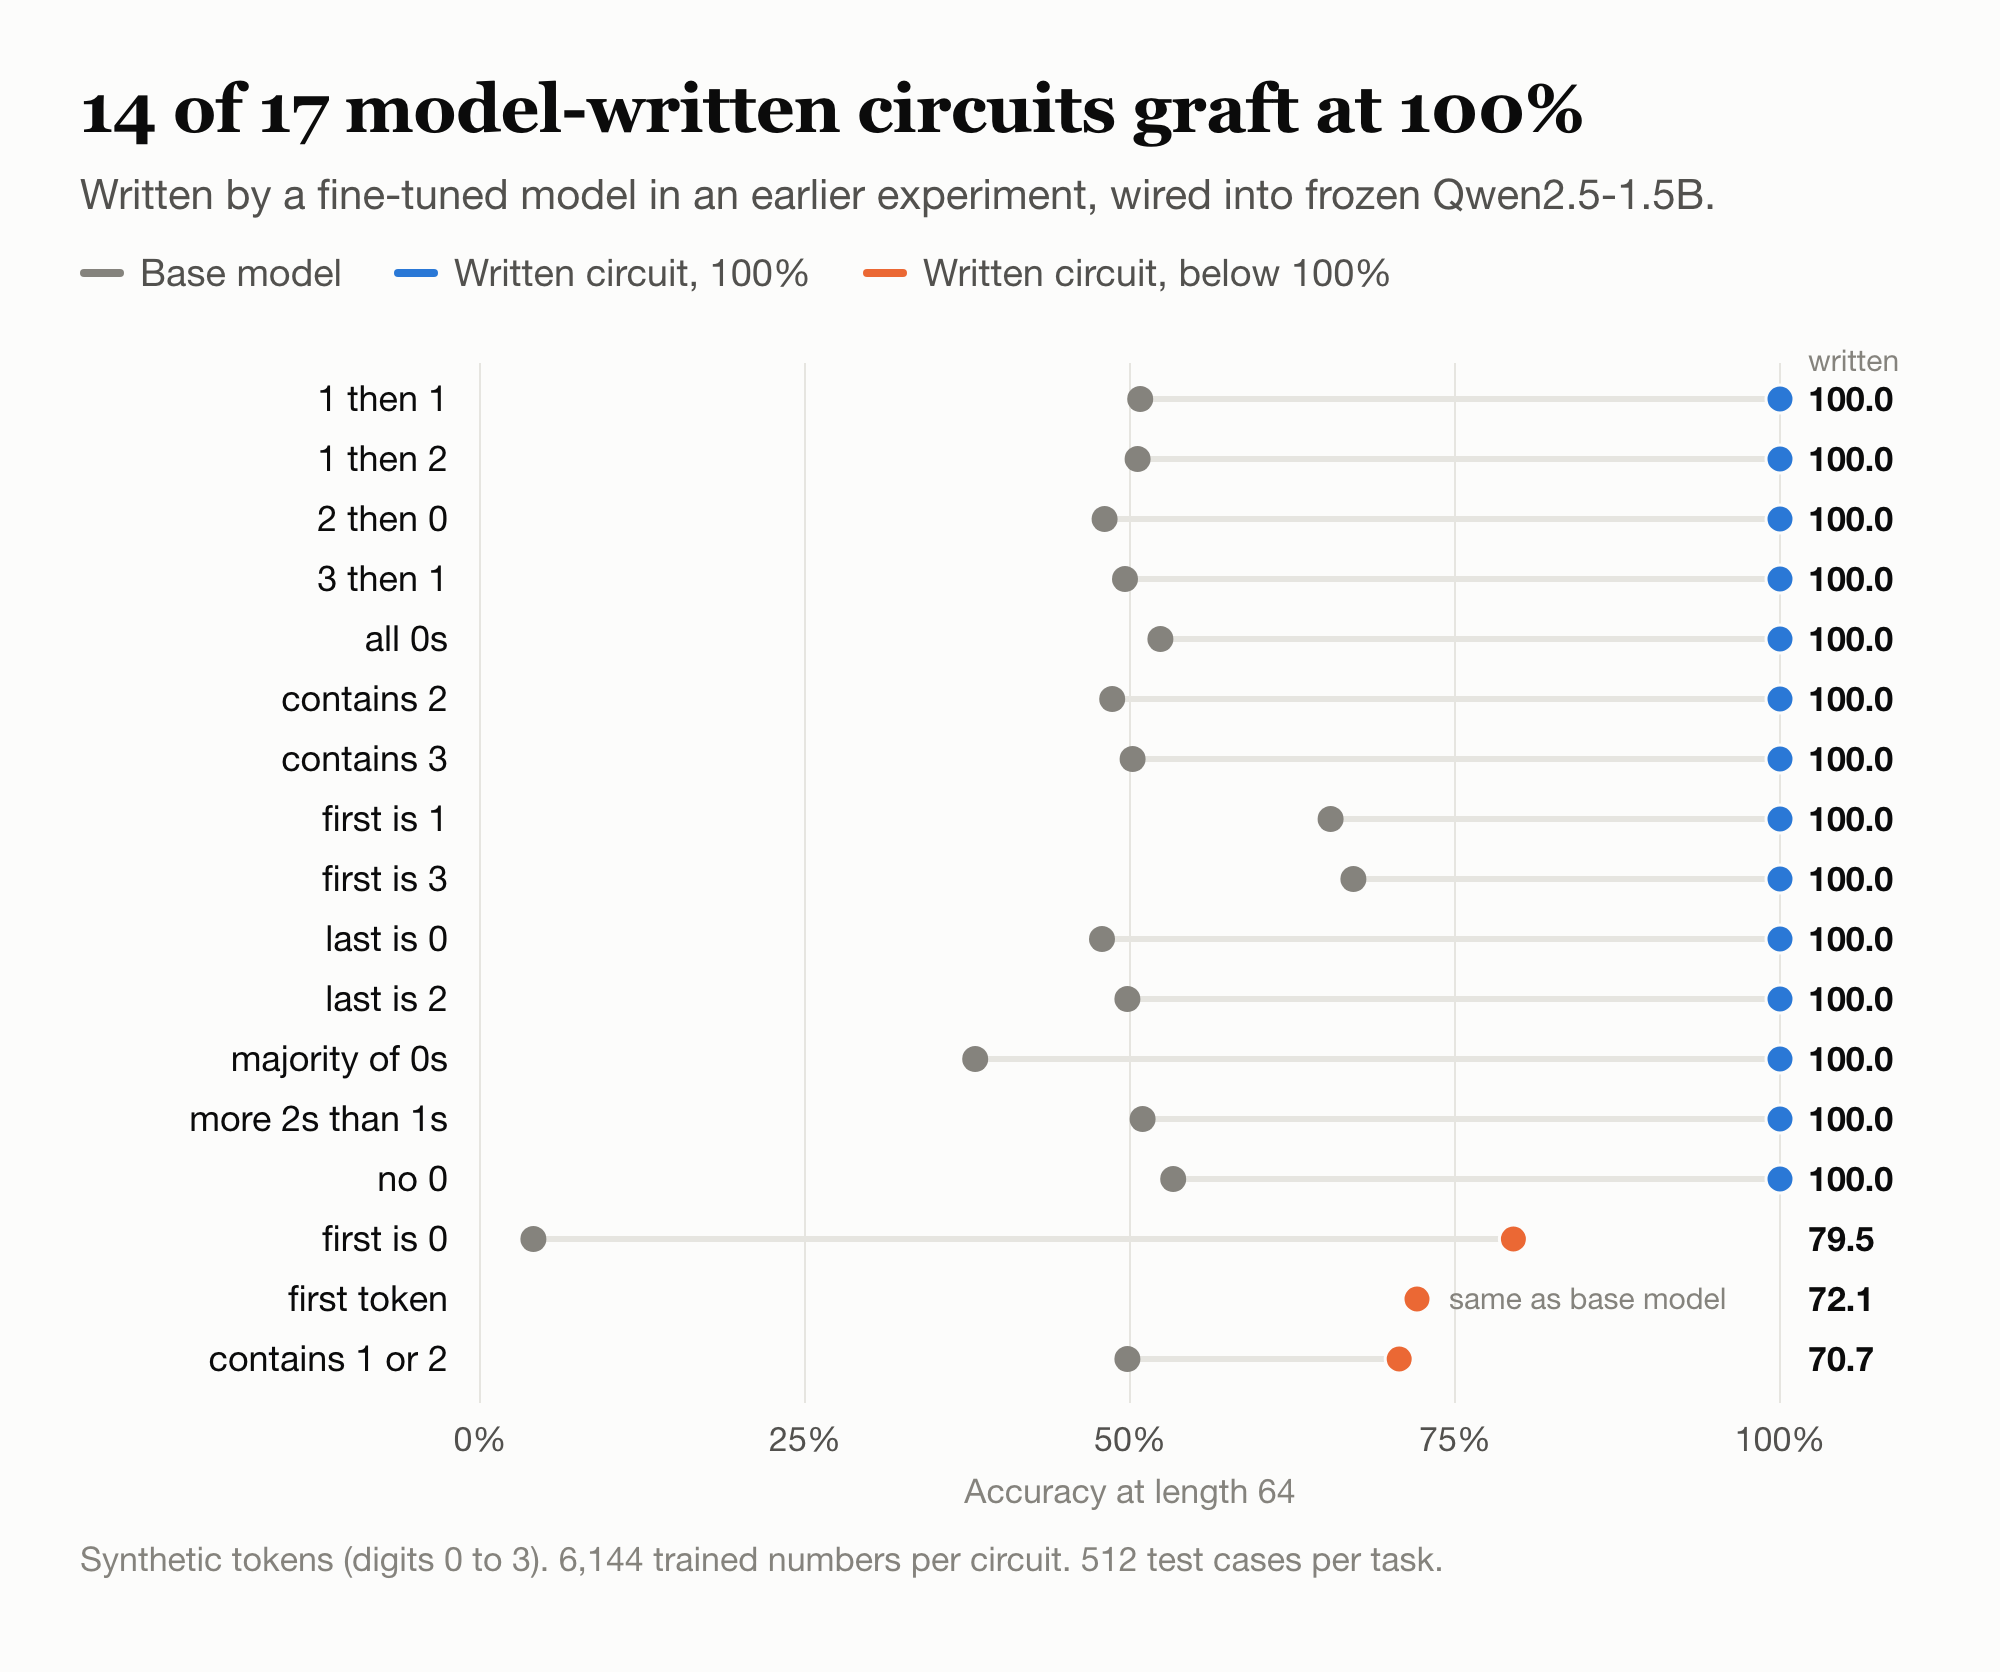 14 of 17 model-written circuits graft at 100%
Written by a fine-tuned model in an earlier experiment, wired into frozen Qwen2.5-1.5B.
Base model Written circuit, 100% Written circuit, below 100%
written
1 then 1 100.0
1 then 2 100.0
2 then 0 100.0
3 then 1 100.0
all 0s 100.0
contains 2 100.0
contains 3 100.0
first is 1 100.0
first is 3 100.0
last is 0 100.0
last is 2 100.0
majority of 0s 100.0
more 2s than 1s 100.0
no 0 100.0
first is 0 79.5
first token same as base model 72.1
contains 1 or 2 70.7
0% 25% 50% 75% 100%
Accuracy at length 64
Synthetic tokens (digits 0 to 3). 6,144 trained numbers per circuit. 512 test cases per task.